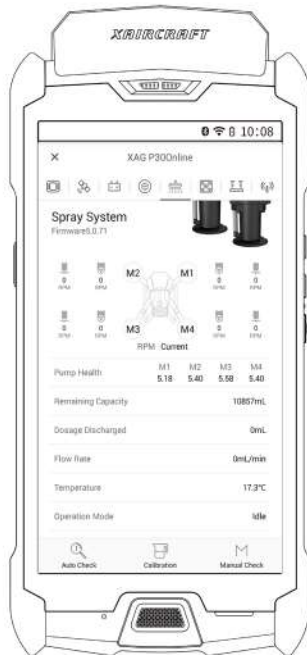 XAIRCRAFT
10:08
XAG P30Online
Spray System
Firmware5.0.71
M2 M1
0 0 0 0
RPM RPM RPM RPM
0 0 0 0
RPM RPM RPM RPM
M3 M4
RPM Current
Pump Health M1 M2 M3 M4
5.18 5.40 5.58 5.40
Remaining Capacity 10857mL
Dosage Discharged 0mL
Flow Rate 0mL/min
Temperature 17.3°C
Operation Mode Idle
Auto Check Calibration Manual Check